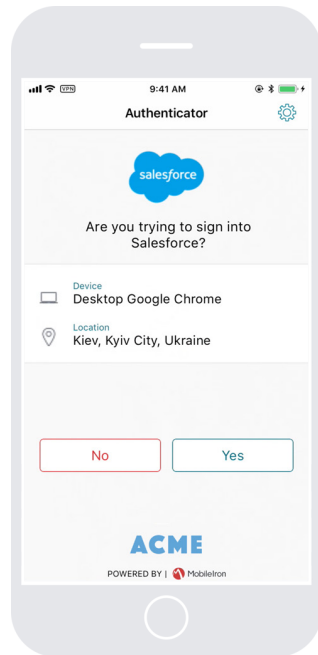 VPN
9:41 AM
Authenticator
salesforce
Are you trying to sign into
Salesforce?
Device
Desktop Google Chrome
Location
Kiev, Kyiv City, Ukraine
No
Yes
ACME
POWERED BY | MobileIron